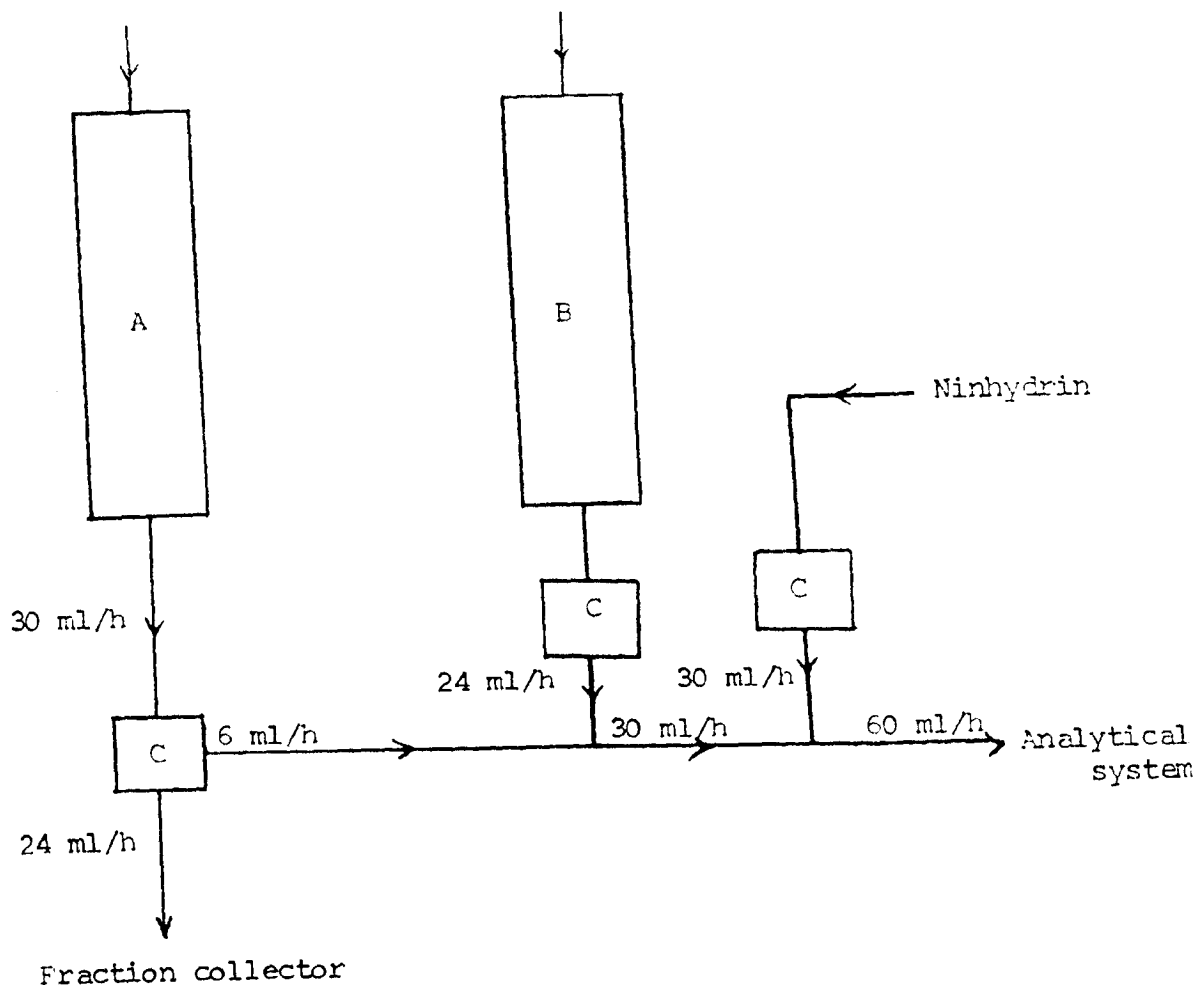 A
B
Ninhydrin
C
C
30 ml/h
24 ml/h
30 ml/h
6 ml/h
30 ml/h
60 ml/h
C
Analytical
system
24 ml/h
Fraction collector